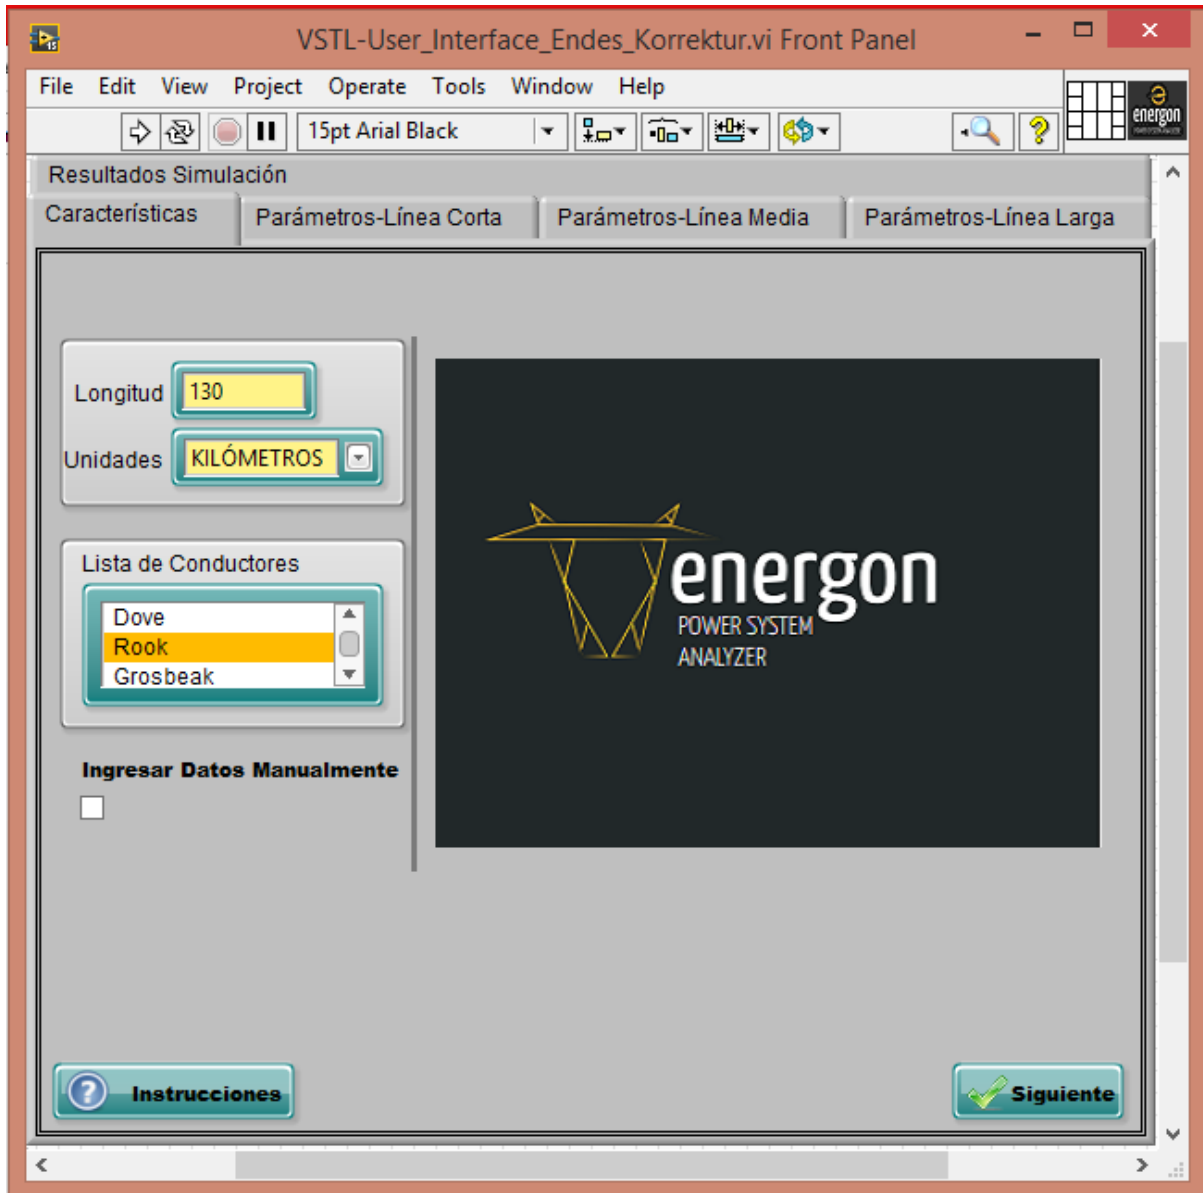 VSTL-User_Interface_Endes_Korrektur.vi Front Panel
File Edit View Project Operate Tools Window Help
15pt Arial Black
energon
Resultados Simulación
Características Parámetros-Línea Corta Parámetros-Línea Media Parámetros-Línea Larga
Longitud 130
Unidades KILÓMETROS
Lista de Conductores
Dove
Rook
Grosbeak
Ingresar Datos Manualmente
energon
POWER SYSTEM
ANALYZER
Instrucciones
Siguiente